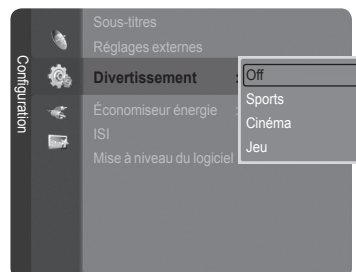 Configuration
Sous-titres
Réglages externes
Divertissement :
Off
Sports
Cinéma
Jeu
Économiseur énergie :
ISI
Mise à niveau du logiciel